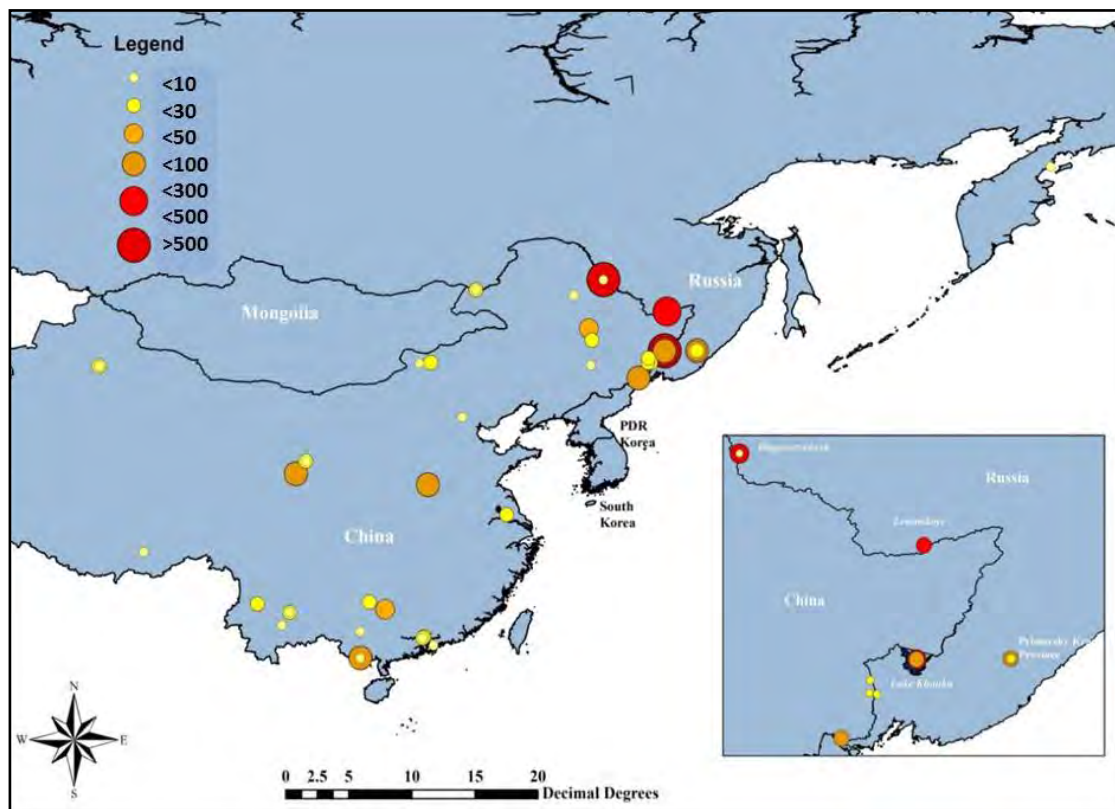 Legend
<10
<30
<50
<100
<300
<500
>500
Russia
Mongolia
PDR
Korea
South
Korea
China
Russia
China
Province
Lake Khanka
N
W
E
S
0
2.5
5
10
15
20
Decimal Degrees